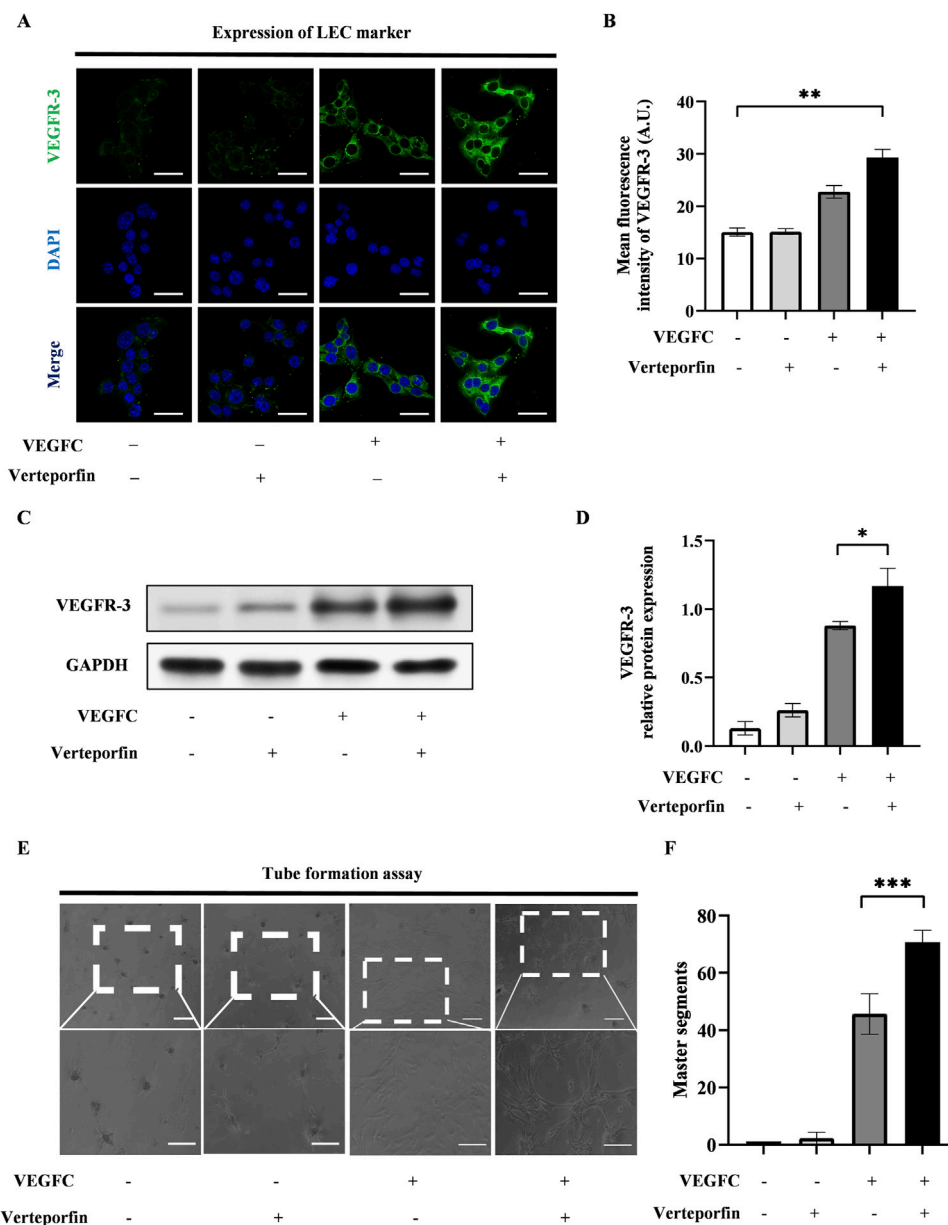 A
Expression of LEC marker
VEGFR-3
DAPI
Merge
VEGFC – – + +
Verteporfin – + – +
B
**
Mean fluorescence
intensity of VEGFR-3 (A.U.)
40
30
20
10
0
VEGFC - - + +
Verteporfin - + - +
C
VEGFR-3
GAPDH
VEGFC - - + +
Verteporfin - + - +
D
*
VEGFR-3
relative protein expression
1.5
1.0
0.5
0.0
VEGFC - - + +
Verteporfin - + - +
E
Tube formation assay
VEGFC - - + +
Verteporfin - + - +
F
***
Master segments
80
60
40
20
0
VEGFC - - + +
Verteporfin - + - +